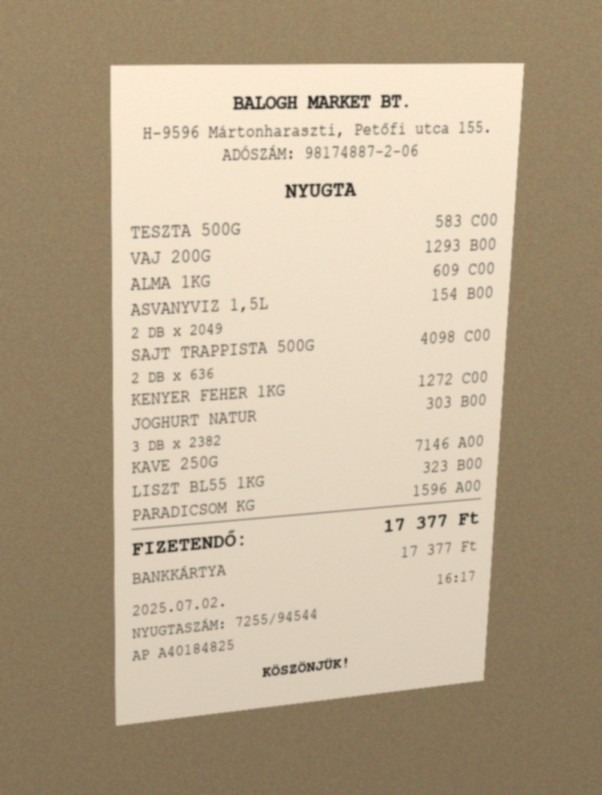 BALOGH MARKET BT.
H-9596 Mártonharaszti, Petőfi utca 155.
ADÓSZÁM: 98174887-2-06
NYUGTA
TESZTA 500G 583 C00
VAJ 200G 1293 B00
ALMA 1KG 609 C00
ASVANYVIZ 1,5L 154 B00
2 DB x 2049
SAJT TRAPPISTA 500G 4098 C00
2 DB x 636
KENYER FEHER 1KG 1272 C00
JOGHURT NATUR 303 B00
3 DB x 2382
KAVE 250G 7146 A00
LISZT BL55 1KG 323 B00
PARADICSOM KG 1596 A00
FIZETENDŐ: 17 377 Ft
BANKKÁRTYA 17 377 Ft
2025.07.02. 16:17
NYUGTASZÁM: 7255/94544
AP A40184825
KÖSZÖNJÜK!